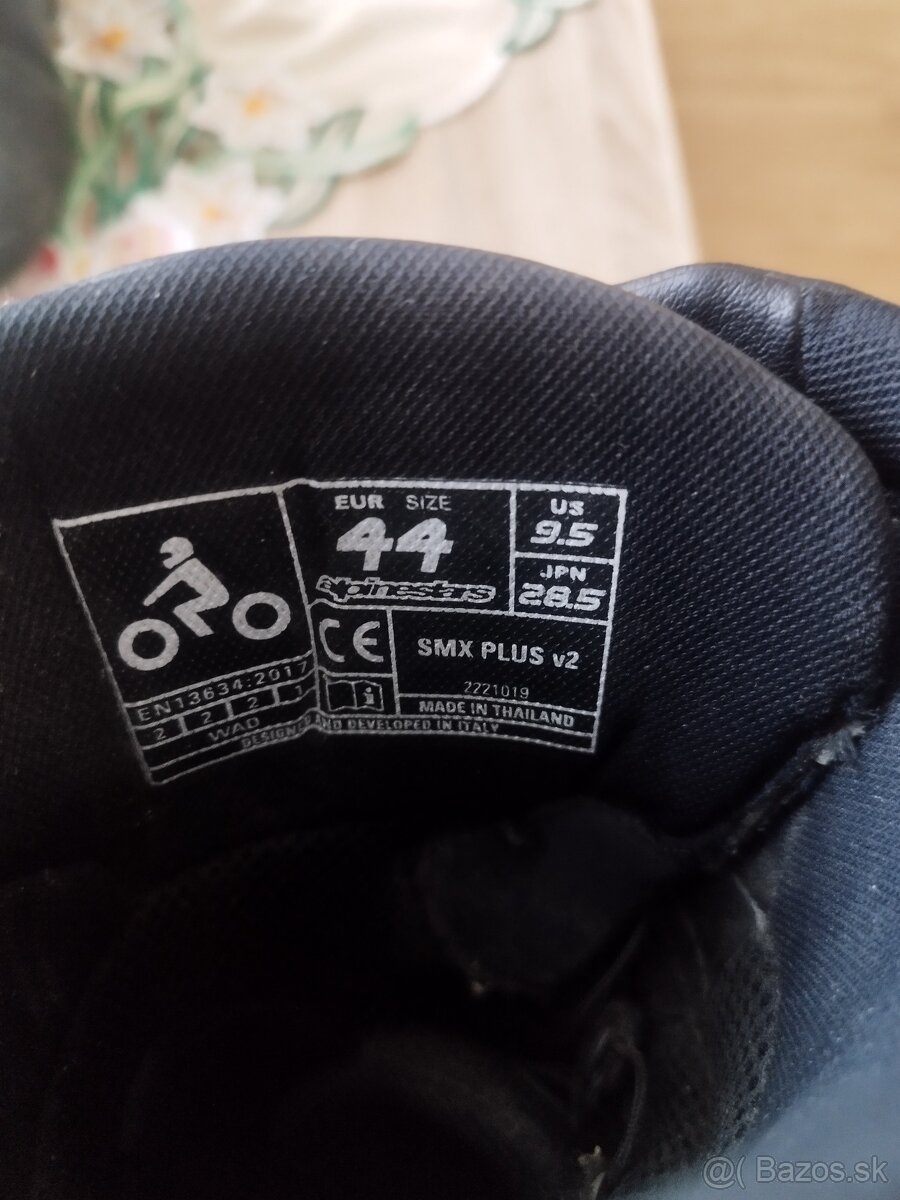 EUR SIZE
44
alpinestars
US
9.5
JPN
28.5
CE
SMX PLUS v2
2221019
MADE IN THAILAND
i
EN13634:2017
2 2 2 1
WAO
DESIGNED AND DEVELOPED IN ITALY
@( Bazos.sk